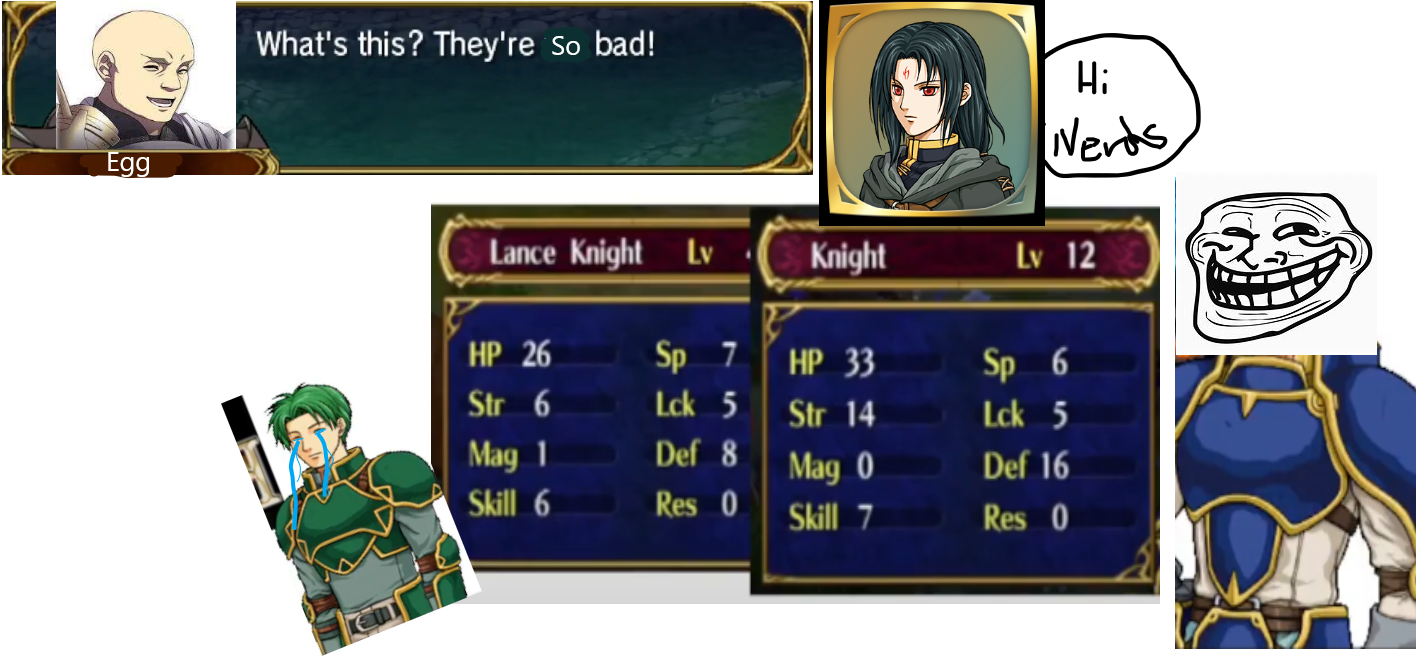 What's this? They're So bad!
Egg
Hi
Nerds
Lance Knight Lv
HP 26 Sp 7
Str 6 Lck 5
Mag 1 Def 8
Skill 6 Res 0
Knight Lv 12
HP 33 Sp 6
Str 14 Lck 5
Mag 0 Def 16
Skill 7 Res 0